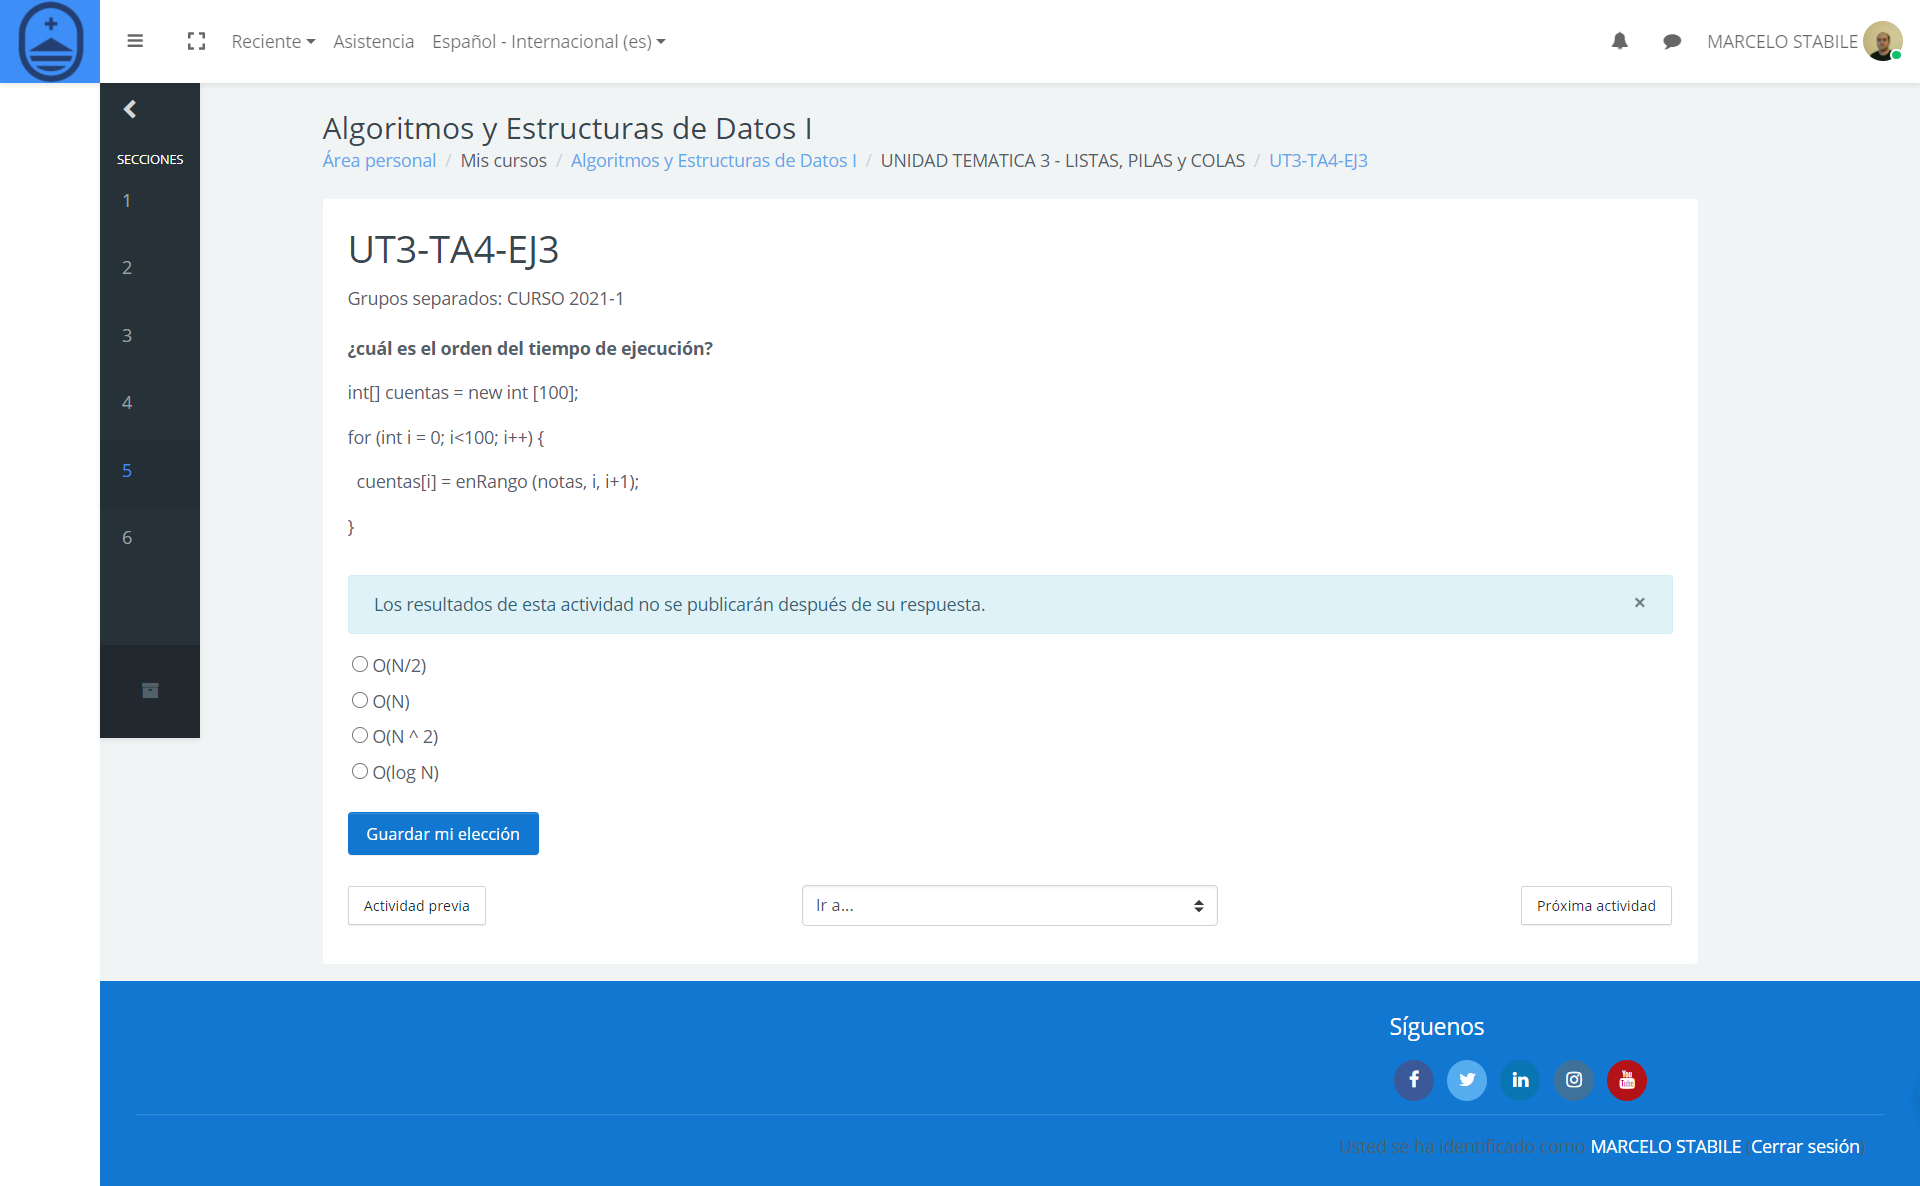 Reciente
Asistencia
Español - Internacional (es)
MARCELO STABILE
SECCIONES
1
2
3
4
5
6
Algoritmos y Estructuras de Datos I
Área personal / Mis cursos / Algoritmos y Estructuras de Datos I / UNIDAD TEMATICA 3 - LISTAS, PILAS y COLAS / UT3-TA4-EJ3
UT3-TA4-EJ3
Grupos separados: CURSO 2021-1
¿cuál es el orden del tiempo de ejecución?
int[] cuentas = new int [100];
for (int i = 0; i<100; i++) {
cuentas[i] = enRango (notas, i, i+1);
}
Los resultados de esta actividad no se publicarán después de su respuesta. ×
O(N/2)
O(N)
O(N ^ 2)
O(log N)
Guardar mi elección
Actividad previa
Ir a...
Próxima actividad
Síguenos
You Tube
Usted se ha identificado como MARCELO STABILE (Cerrar sesión)